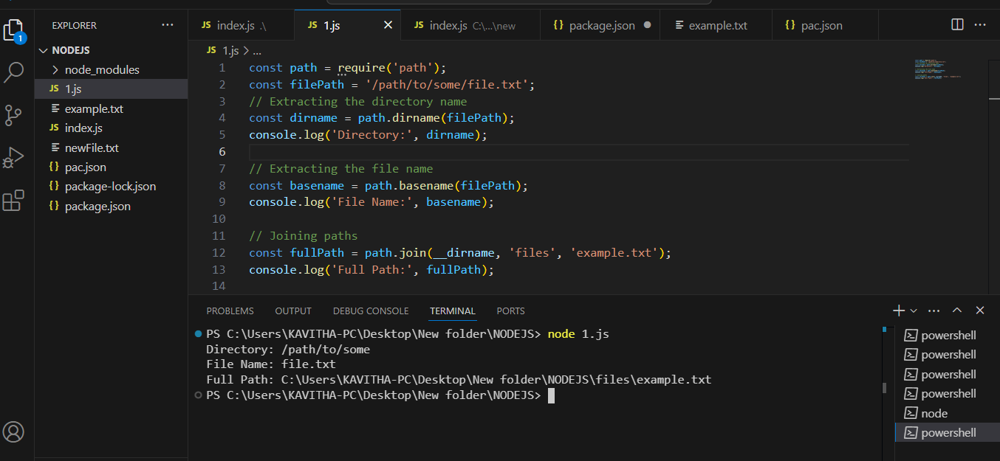 EXPLORER ...
NODEJS
node_modules
JS 1.js
example.txt
JS index.js
newFile.txt
{} pac.json
{} package-lock.json
{} package.json
1
JS index.js .\
JS 1.js
JS index.js C:\...\new
{} package.json
example.txt
{} pac.json
JS 1.js > ...
1 const path = require('path');
2 const filePath = '/path/to/some/file.txt';
3 // Extracting the directory name
4 const dirname = path.dirname(filePath);
5 console.log('Directory:', dirname);
6
7 // Extracting the file name
8 const basename = path.basename(filePath);
9 console.log('File Name:', basename);
10
11 // Joining paths
12 const fullPath = path.join(__dirname, 'files', 'example.txt');
13 console.log('Full Path:', fullPath);
14
PROBLEMS OUTPUT DEBUG CONSOLE TERMINAL PORTS
PS C:\Users\KAVITHA-PC\Desktop\New folder\NODEJS> node 1.js
Directory: /path/to/some
File Name: file.txt
Full Path: C:\Users\KAVITHA-PC\Desktop\New folder\NODEJS\files\example.txt
PS C:\Users\KAVITHA-PC\Desktop\New folder\NODEJS>
powershell
powershell
powershell
powershell
node
powershell